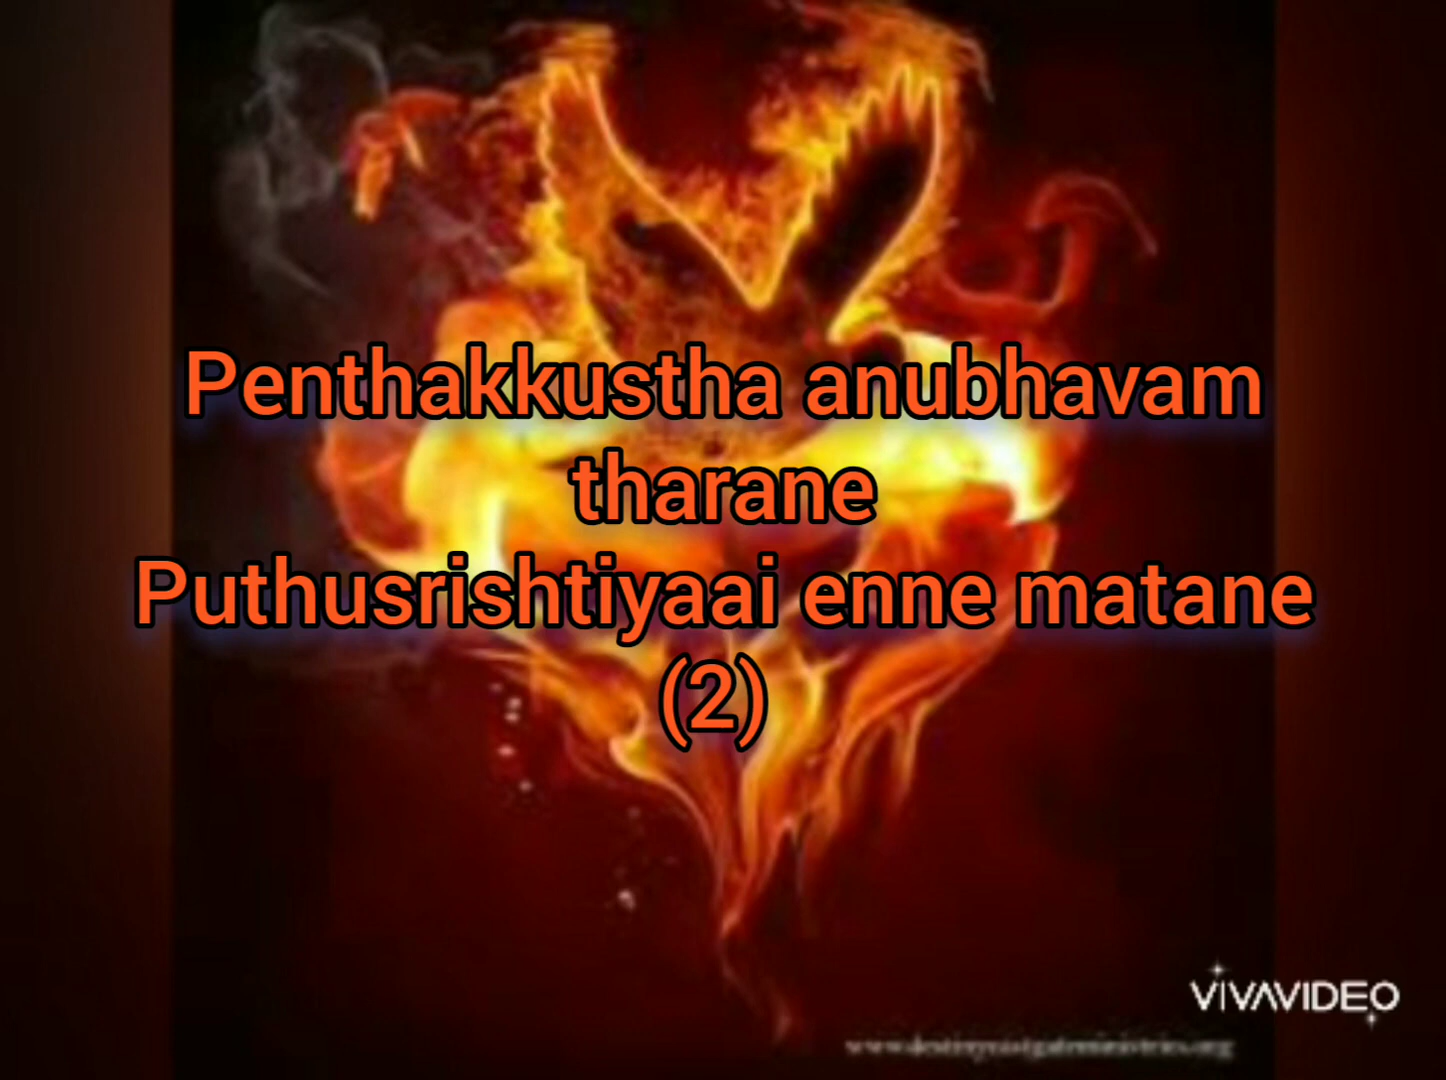 Penthakkustha anubhavam
tharane
Puthusrishtiyaai enne matane
(2)
VIVAVIDEO